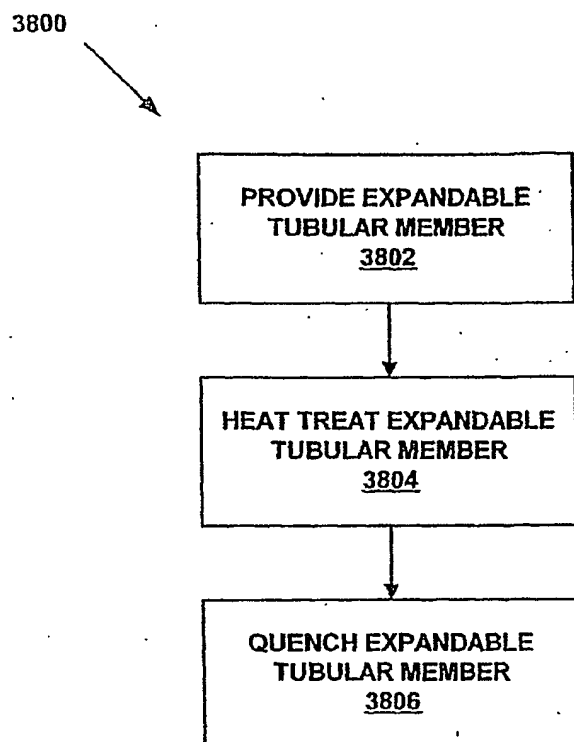 3800
PROVIDE EXPANDABLE
TUBULAR MEMBER
3802
HEAT TREAT EXPANDABLE
TUBULAR MEMBER
3804
QUENCH EXPANDABLE
TUBULAR MEMBER
3806